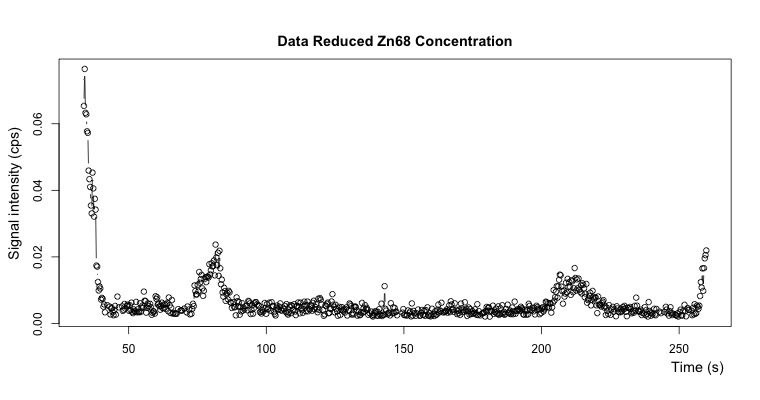 Data Reduced Zn68 Concentration
Signal intensity (cps)
0.06
0.04
0.02
0.00
50 100 150 200 250
Time (s)